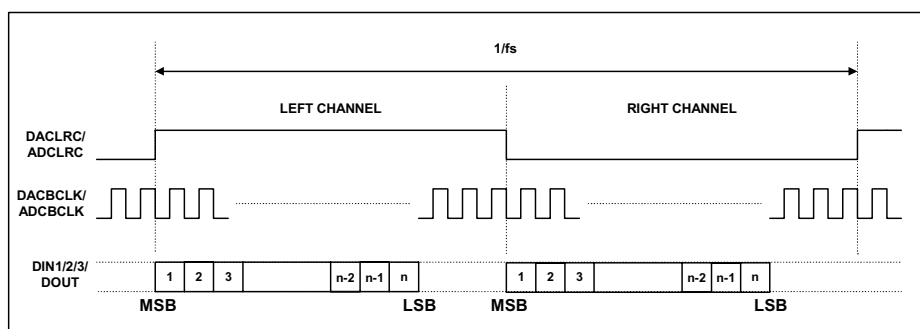 1/fs
LEFT CHANNEL RIGHT CHANNEL
DACLRC/
ADCLRC
DACBCLK/
ADCBCLK
DIN1/2/3/
DOUT
1 2 3 n-2 n-1 n 1 2 3 n-2 n-1 n
MSB LSB MSB LSB